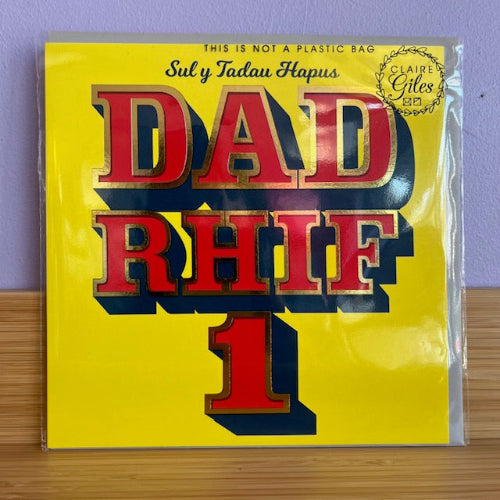 THIS IS NOT A PLASTIC BAG
Sul y Tadau Hapus
CLAIRE
Giles
DAD
RHIF
1